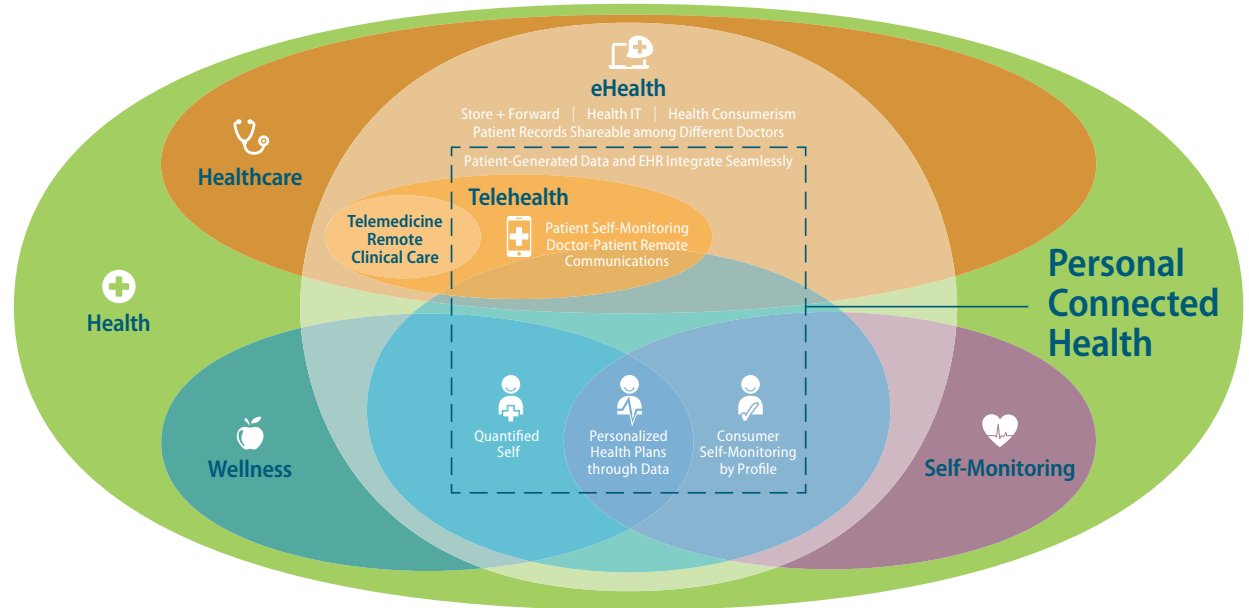 eHealth
Store + Forward | Health IT | Health Consumerism
Patient Records Shareable among Different Doctors
Patient-Generated Data and EHR Integrate Seamlessly
Healthcare
Telehealth
Telemedicine
Remote
Clinical Care
Patient Self-Monitoring
Doctor-Patient Remote
Communications
Health
Personal
Connected
Health
Wellness
Quantified
Self
Personalized
Health Plans
through Data
Consumer
Self-Monitoring
by Profile
Self-Monitoring